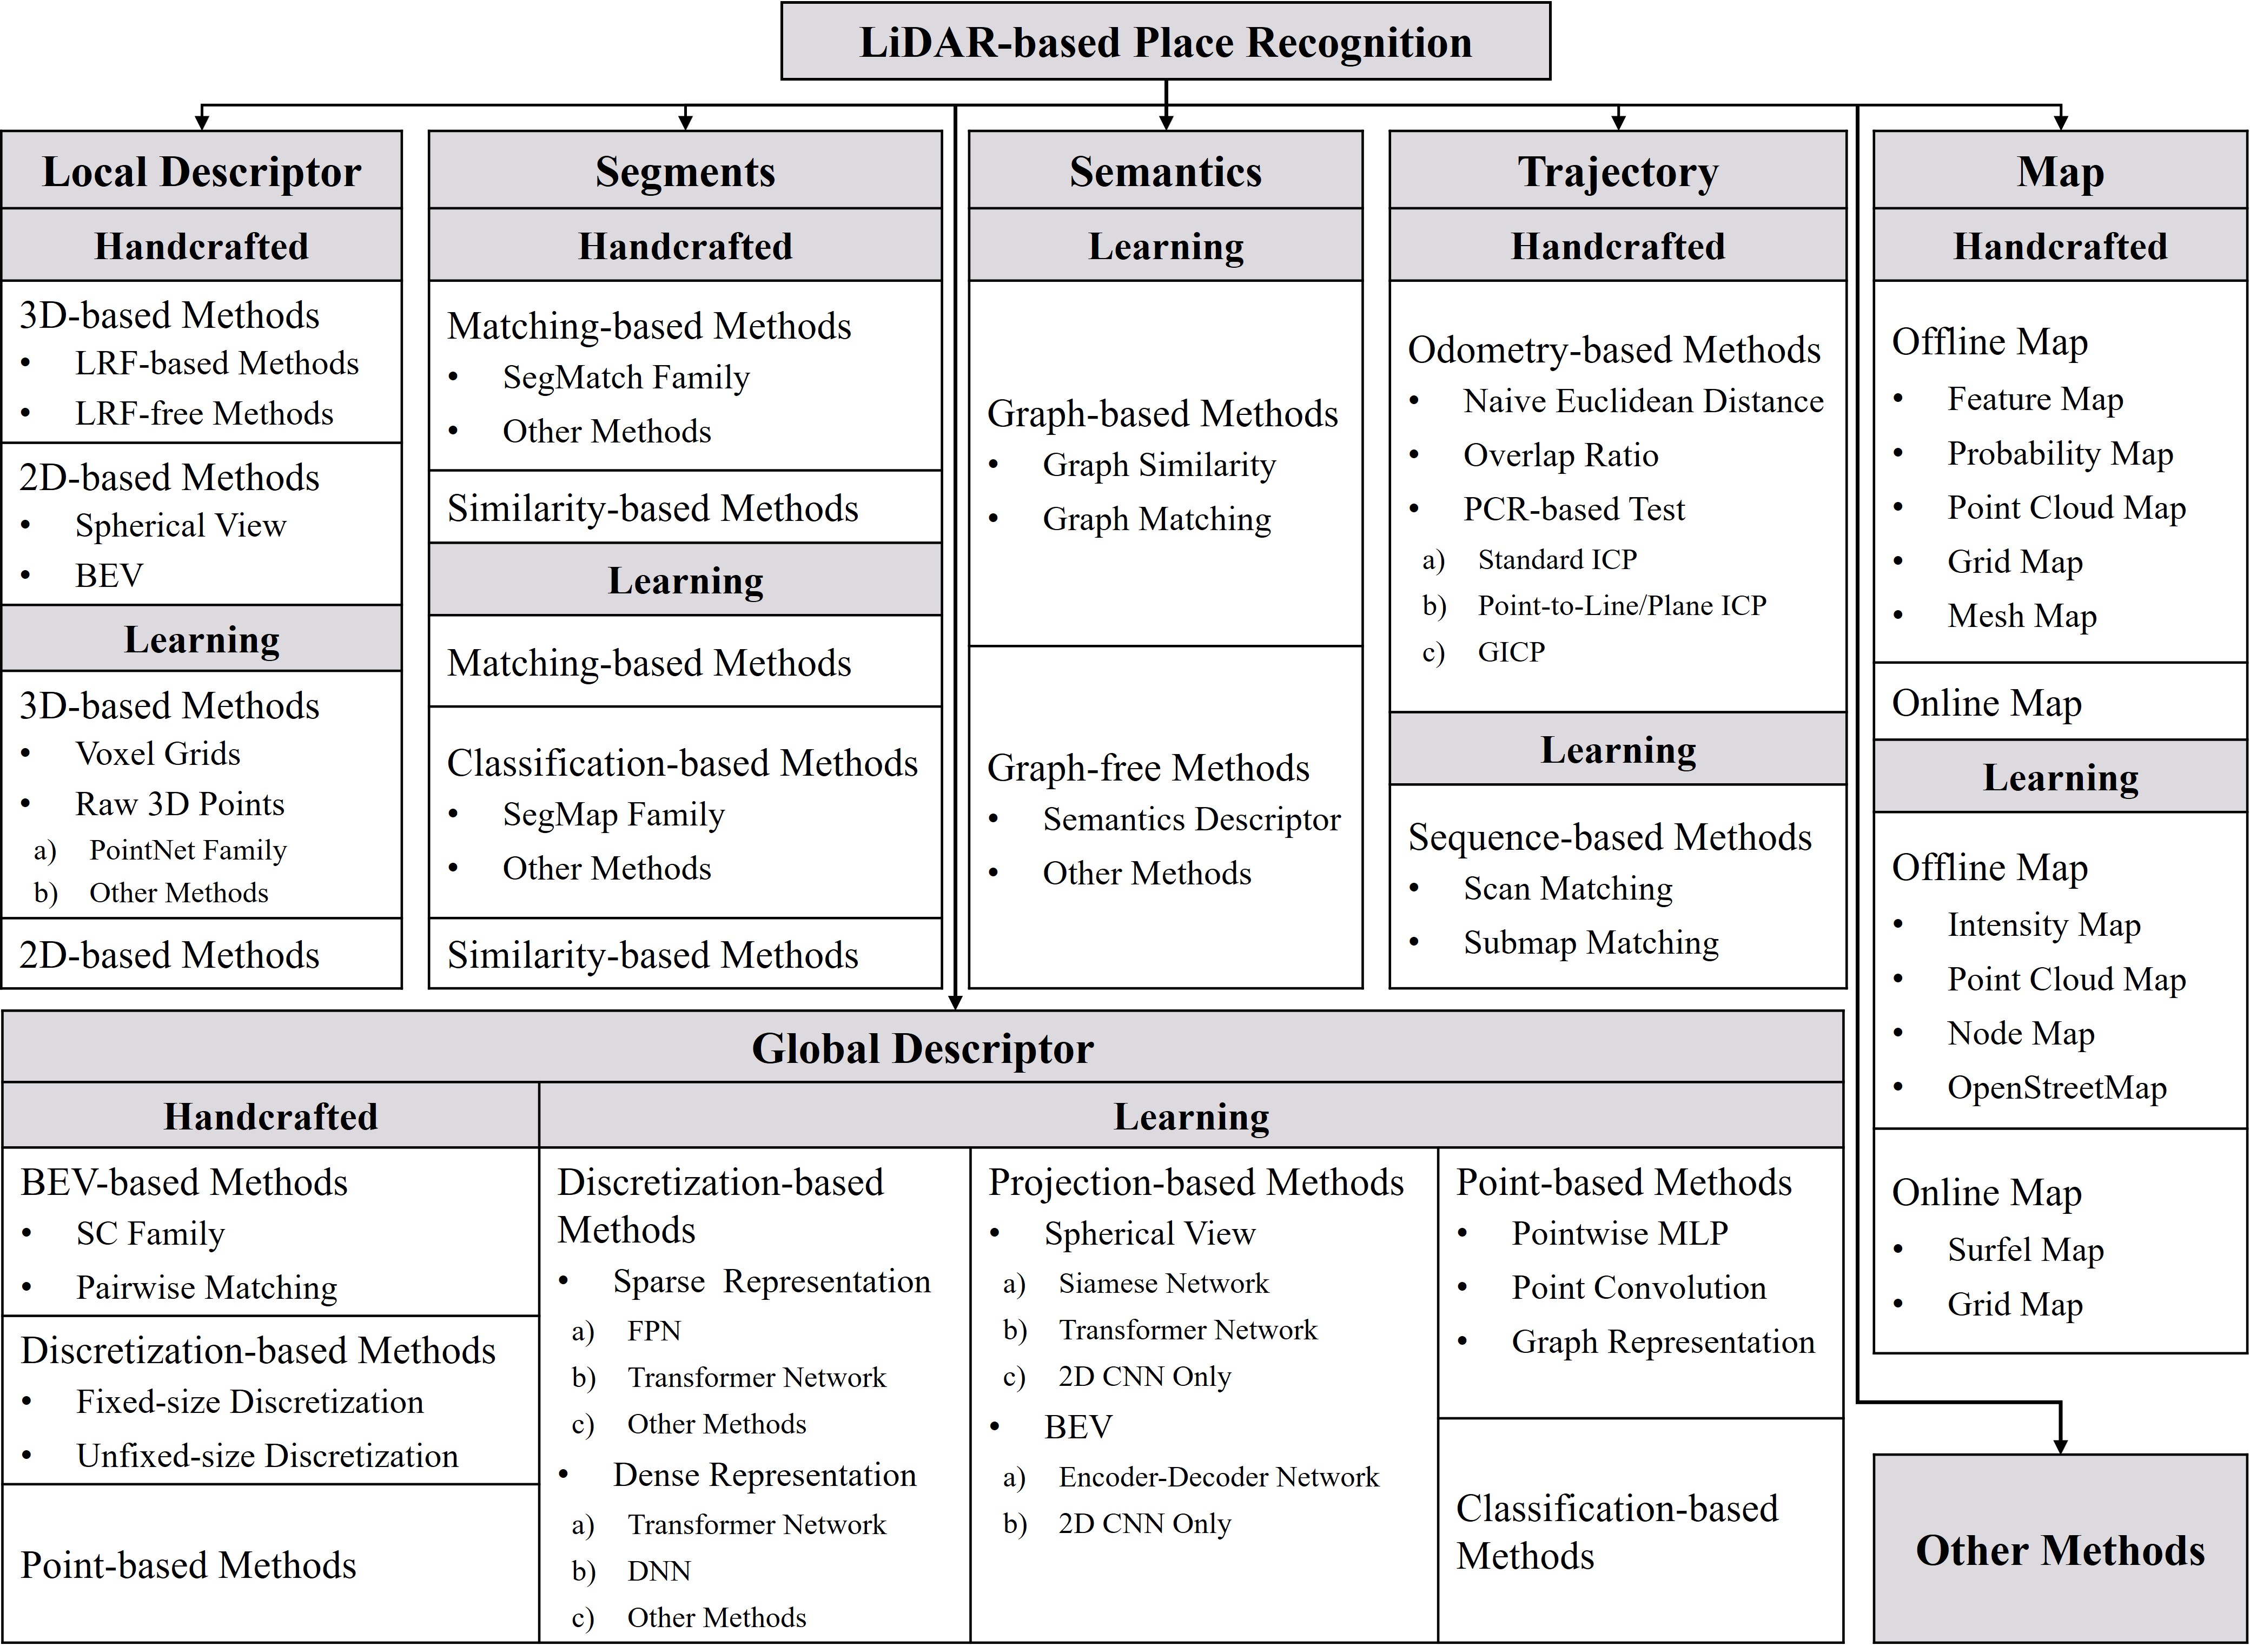 LiDAR-based Place Recognition
Local Descriptor
Handcrafted
3D-based Methods
• LRF-based Methods
• LRF-free Methods
2D-based Methods
• Spherical View
• BEV
Learning
3D-based Methods
• Voxel Grids
• Raw 3D Points
a) PointNet Family
b) Other Methods
2D-based Methods
Segments
Handcrafted
Matching-based Methods
• SegMatch Family
• Other Methods
Similarity-based Methods
Learning
Matching-based Methods
Classification-based Methods
• SegMap Family
• Other Methods
Similarity-based Methods
Semantics
Learning
Graph-based Methods
• Graph Similarity
• Graph Matching
Graph-free Methods
• Semantics Descriptor
• Other Methods
Trajectory
Handcrafted
Odometry-based Methods
• Naive Euclidean Distance
• Overlap Ratio
• PCR-based Test
a) Standard ICP
b) Point-to-Line/Plane ICP
c) GICP
Learning
Sequence-based Methods
• Scan Matching
• Submap Matching
Map
Handcrafted
Offline Map
• Feature Map
• Probability Map
• Point Cloud Map
• Grid Map
• Mesh Map
Online Map
Learning
Offline Map
• Intensity Map
• Point Cloud Map
• Node Map
• OpenStreetMap
Online Map
• Surfel Map
• Grid Map
Global Descriptor
Handcrafted
BEV-based Methods
• SC Family
• Pairwise Matching
Discretization-based Methods
• Fixed-size Discretization
• Unfixed-size Discretization
Point-based Methods
Learning
Discretization-based
Methods
• Sparse Representation
a) FPN
b) Transformer Network
c) Other Methods
• Dense Representation
a) Transformer Network
b) DNN
c) Other Methods
Projection-based Methods
• Spherical View
a) Siamese Network
b) Transformer Network
c) 2D CNN Only
• BEV
a) Encoder-Decoder Network
b) 2D CNN Only
Point-based Methods
• Pointwise MLP
• Point Convolution
• Graph Representation
Classification-based
Methods
Other Methods